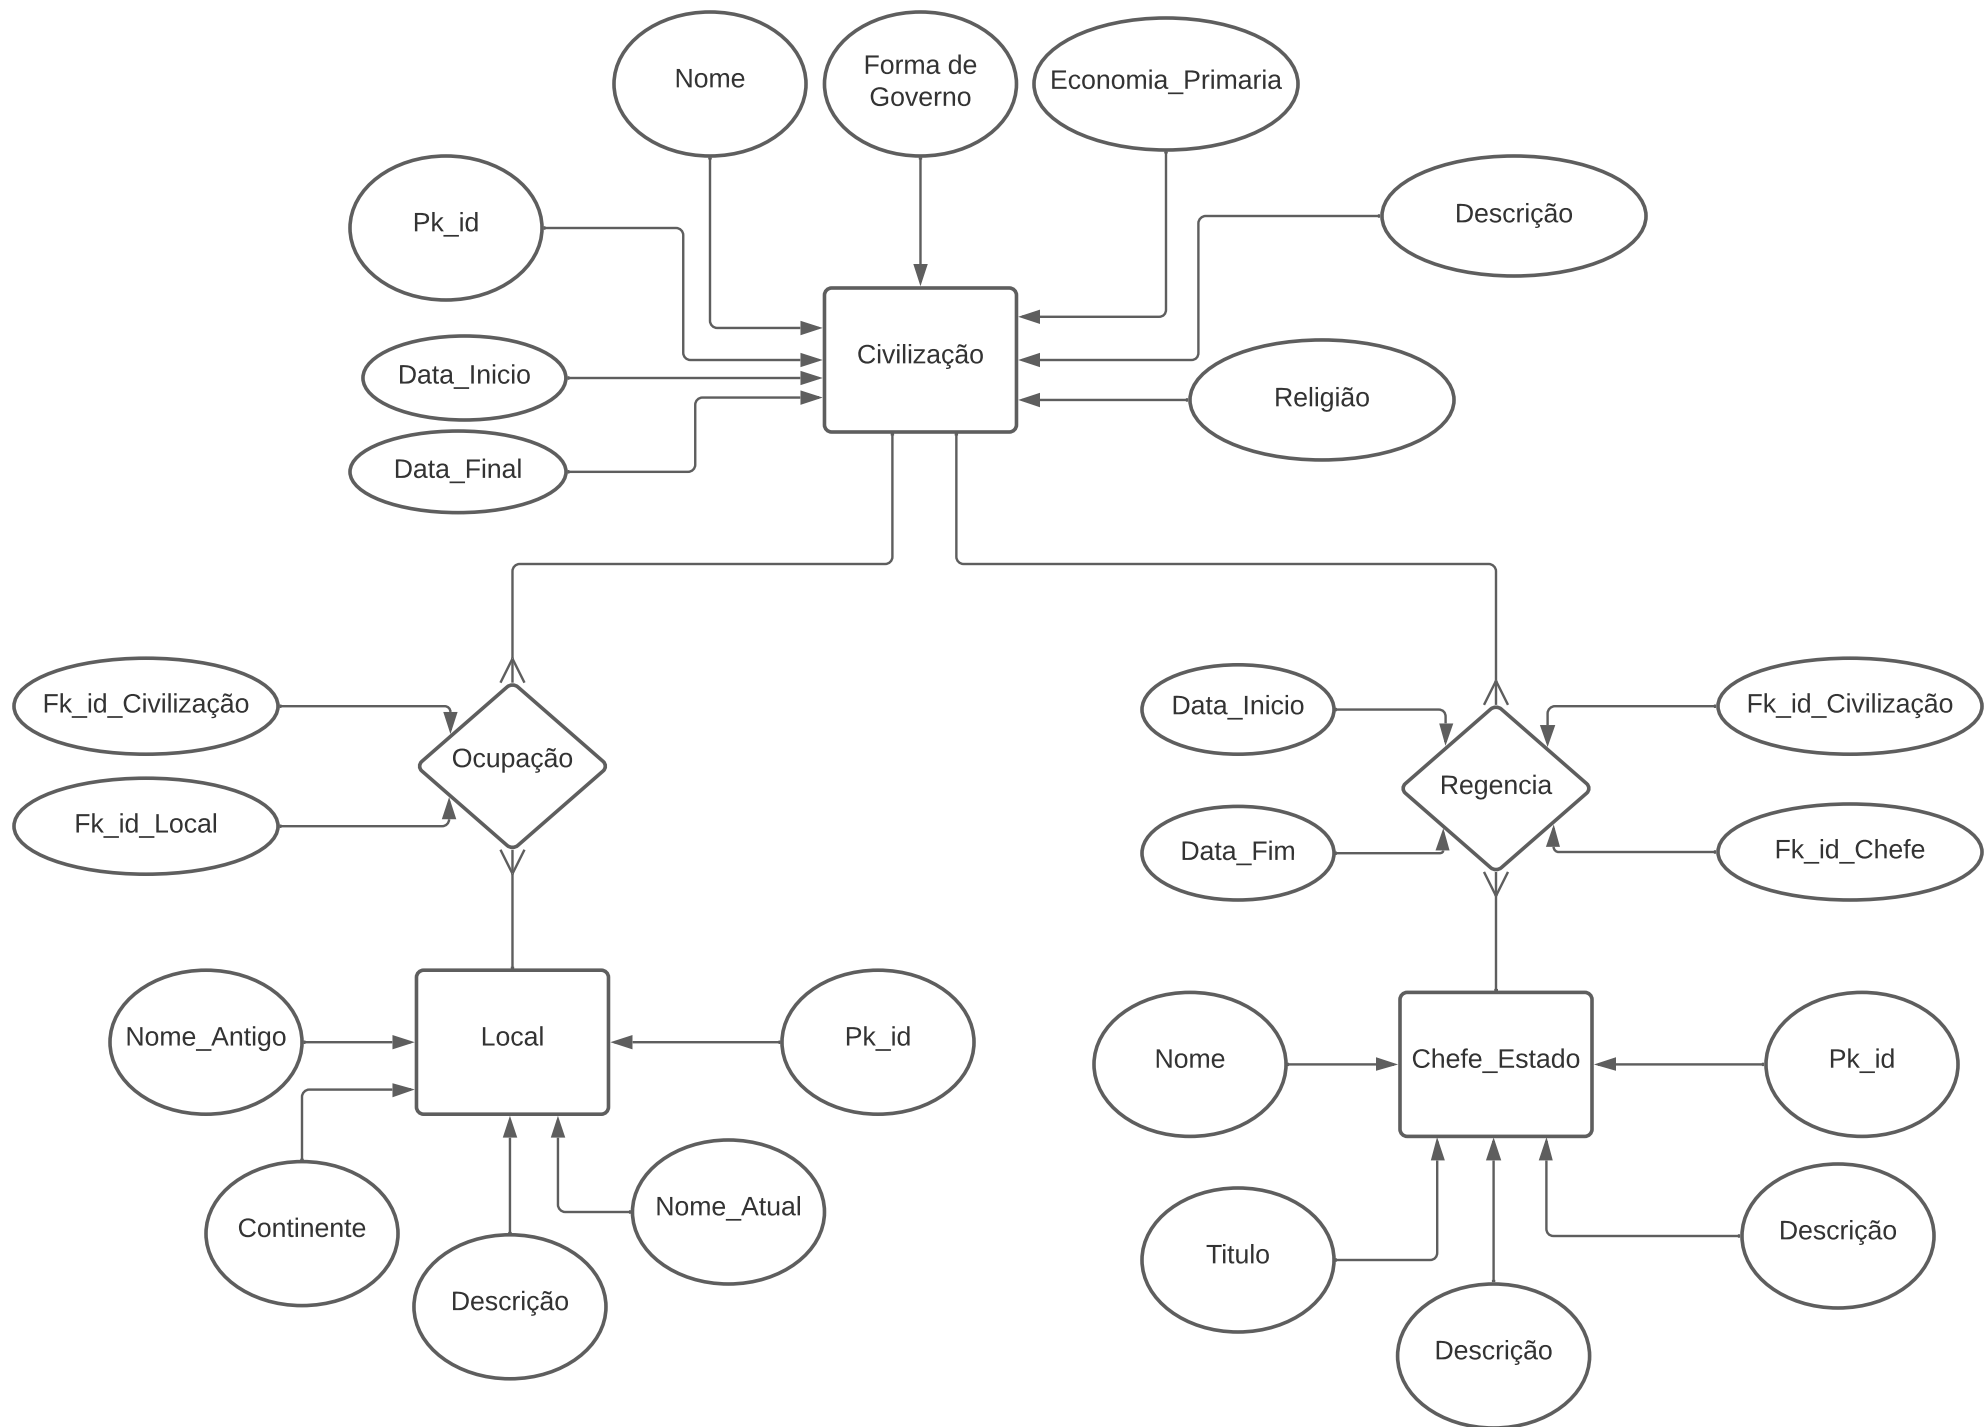 Nome
Forma de
Governo
Economia_Primaria
Pk_id
Descrição
Civilização
Data_Inicio
Religião
Data_Final
Fk_id_Civilização
Ocupação
Fk_id_Local
Data_Inicio
Fk_id_Civilização
Regencia
Data_Fim
Fk_id_Chefe
Nome_Antigo
Local
Pk_id
Nome
Chefe_Estado
Pk_id
Continente
Nome_Atual
Descrição
Titulo
Descrição
Descrição